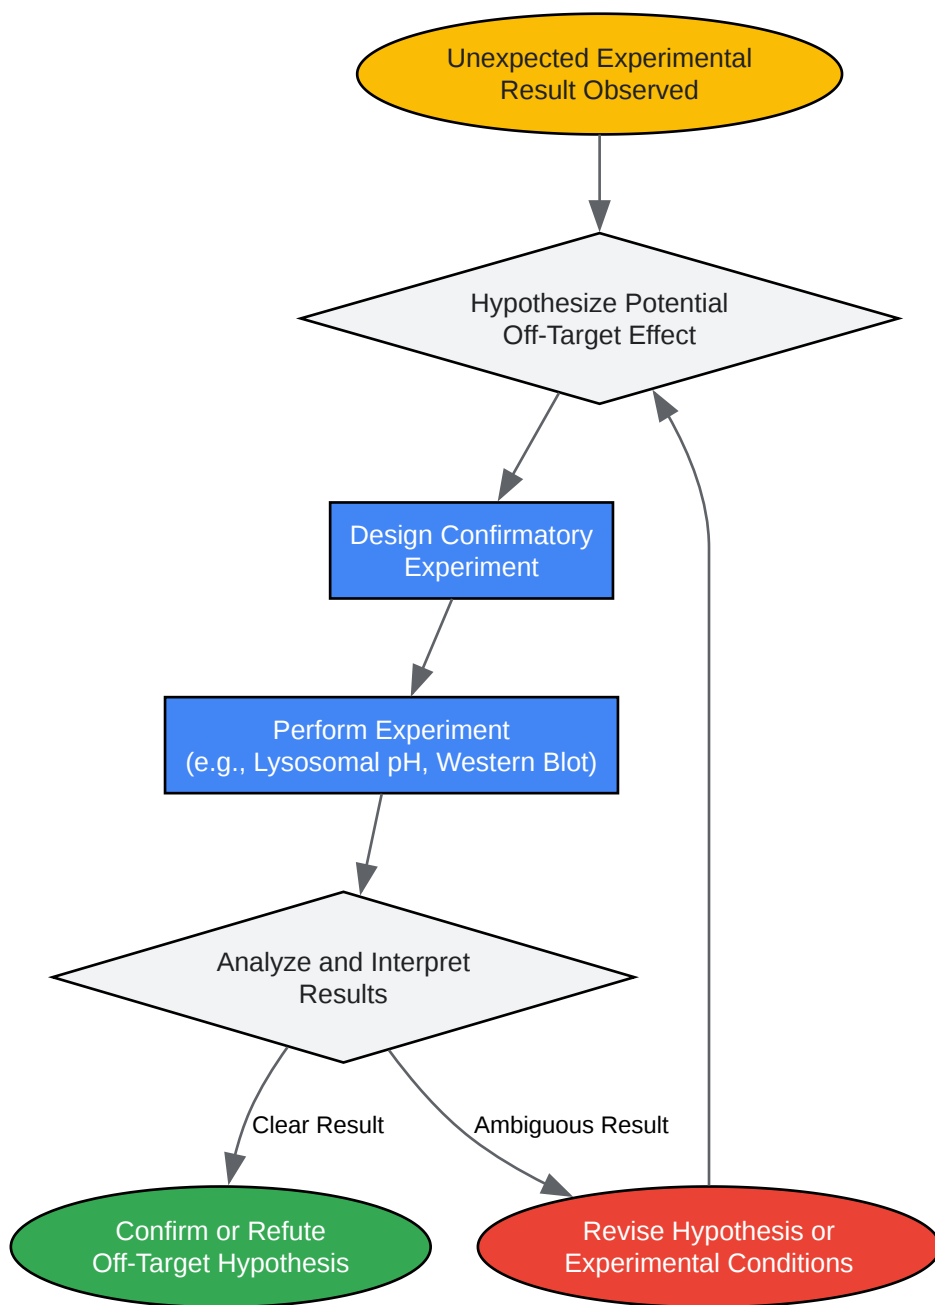 Unexpected Experimental
Result Observed
Hypothesize Potential
Off-Target Effect
Design Confirmatory
Experiment
Perform Experiment
(e.g., Lysosomal pH, Western Blot)
Analyze and Interpret
Results
Clear Result
Ambiguous Result
Confirm or Refute
Off-Target Hypothesis
Revise Hypothesis or
Experimental Conditions